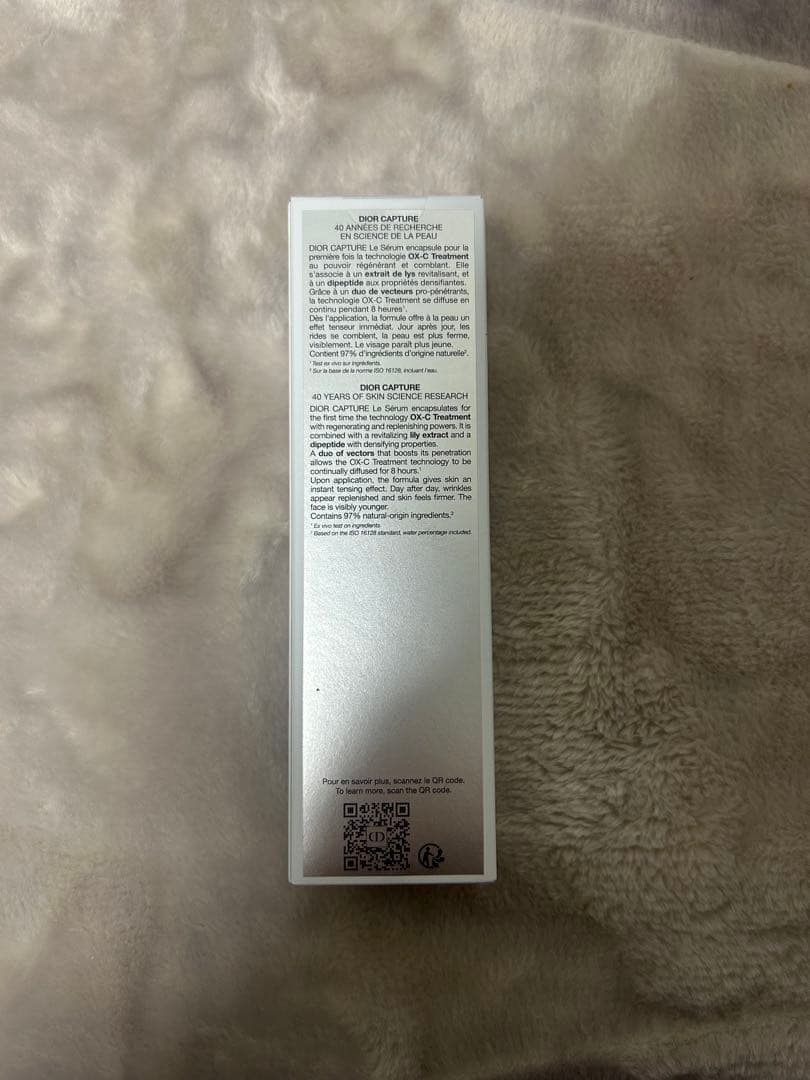 DIOR CAPTURE
40 ANNÉES DE RECHERCHE
EN SCIENCE DE LA PEAU
DIOR CAPTURE Le Sérum encapsule pour la
première fois la technologie OX-C Treatment
au pouvoir régénérant et comblant. Elle
s'associe à un extrait de lys revitalisant, et
à un dipeptide aux propriétés densifiantes.
Grâce à un duo de vecteurs pro-pénétrants,
la technologie OX-C Treatment se diffuse en
continu pendant 8 heures¹.
Dès l'application, la formule offre à la peau un
effet tenseur immédiat. Jour après jour, les
rides se comblent, la peau est plus ferme,
visiblement. Le visage paraît plus jeune.
Contient 97% d'ingrédients d'origine naturelle².
¹ Test ex vivo sur ingrédients.
² Sur la base de la norme ISO 16128, incluant l'eau.
DIOR CAPTURE
40 YEARS OF SKIN SCIENCE RESEARCH
DIOR CAPTURE Le Sérum encapsulates for
the first time the technology OX-C Treatment
with regenerating and replenishing powers. It is
combined with a revitalizing lily extract and a
dipeptide with densifying properties.
A duo of vectors that boosts its penetration
allows the OX-C Treatment technology to be
continually diffused for 8 hours.¹
Upon application, the formula gives skin an
instant tensing effect. Day after day, wrinkles
appear replenished and skin feels firmer. The
face is visibly younger.
Contains 97% natural-origin ingredients.²
¹ Ex vivo test on ingredients.
² Based on the ISO 16128 standard, water percentage included.
Pour en savoir plus, scannez le QR code.
To learn more, scan the QR code.
CD